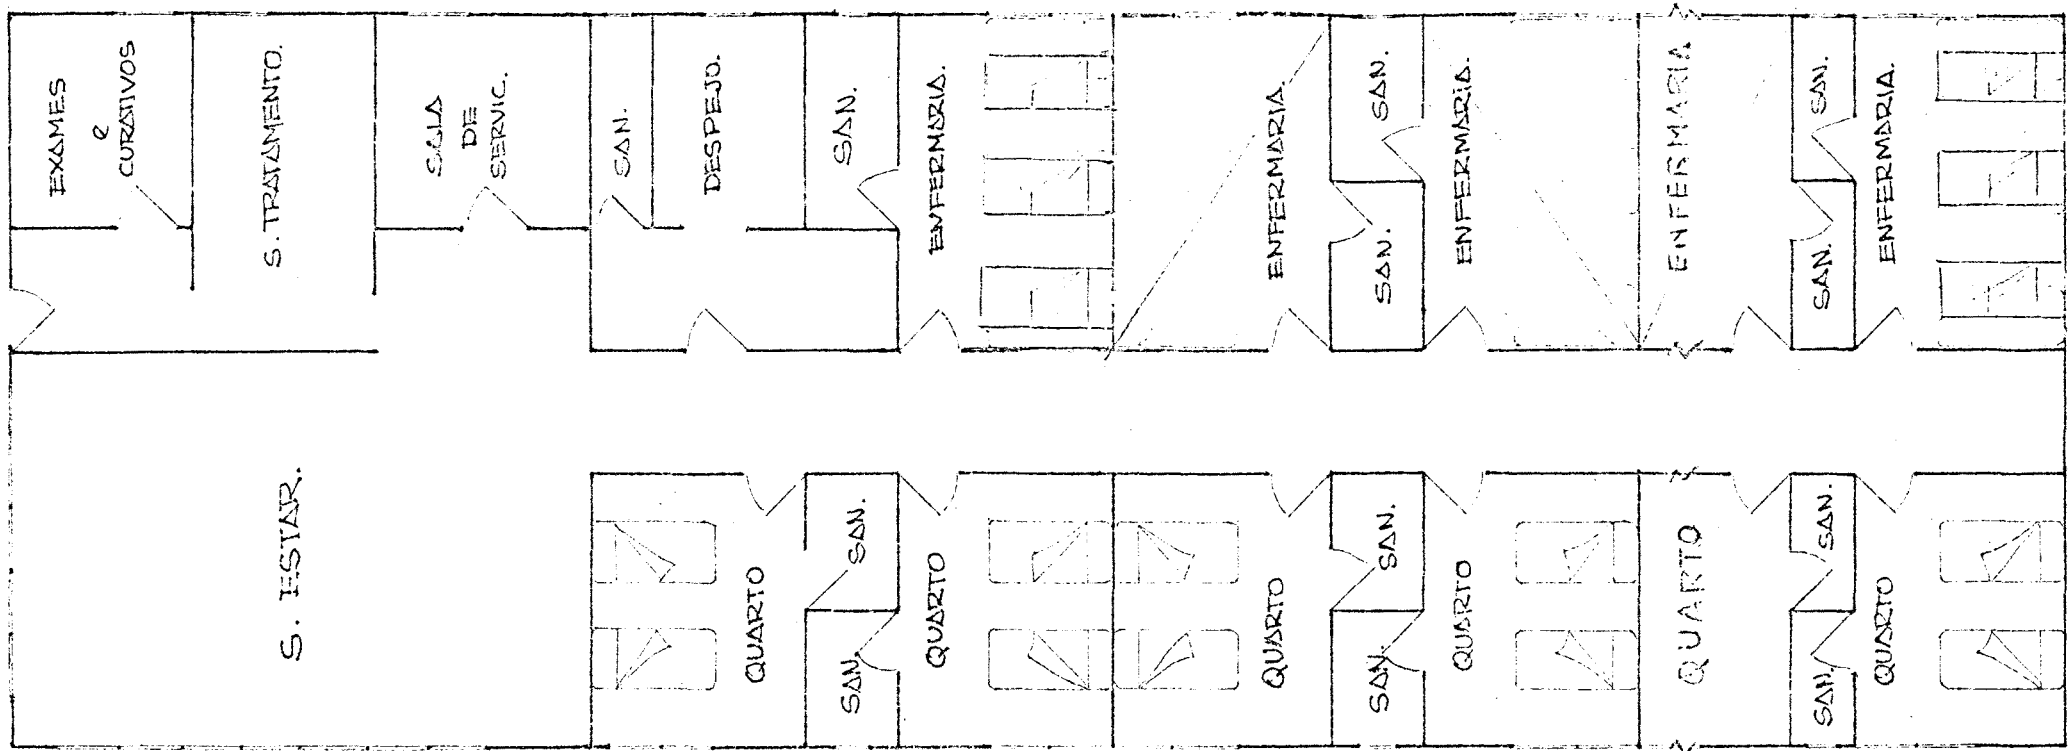 EXAMES
e
CURATIVOS
S. TRATAMENTO.
SALA
DE
SERVIC.
SAN.
DESPEJO.
SAN.
ENFERMARIA.
ENFERMARIA.
SAN.
SAN.
ENFERMARIA.
ENFERMARIA
SAN.
SAN.
ENFERMARIA.
S. ESTAR.
QUARTO
SAN.
SAN.
QUARTO
QUARTO
SAN.
SAN.
QUARTO
QUARTO
SAN.
SAN.
QUARTO